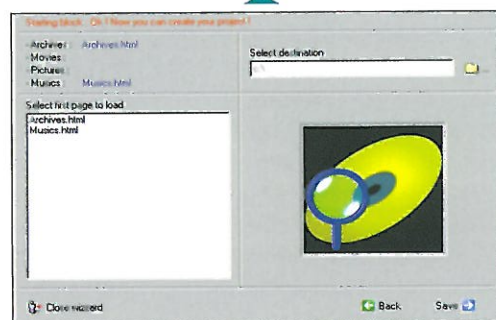 Starting block : Ok ! Now you can create your project !
- Archives : Archives.html
- Movies :
- Pictures :
- Musics : Musics.html
Select destination
Select first page to load
Archives.html
Musics.html
Close wizzard
Back
Save